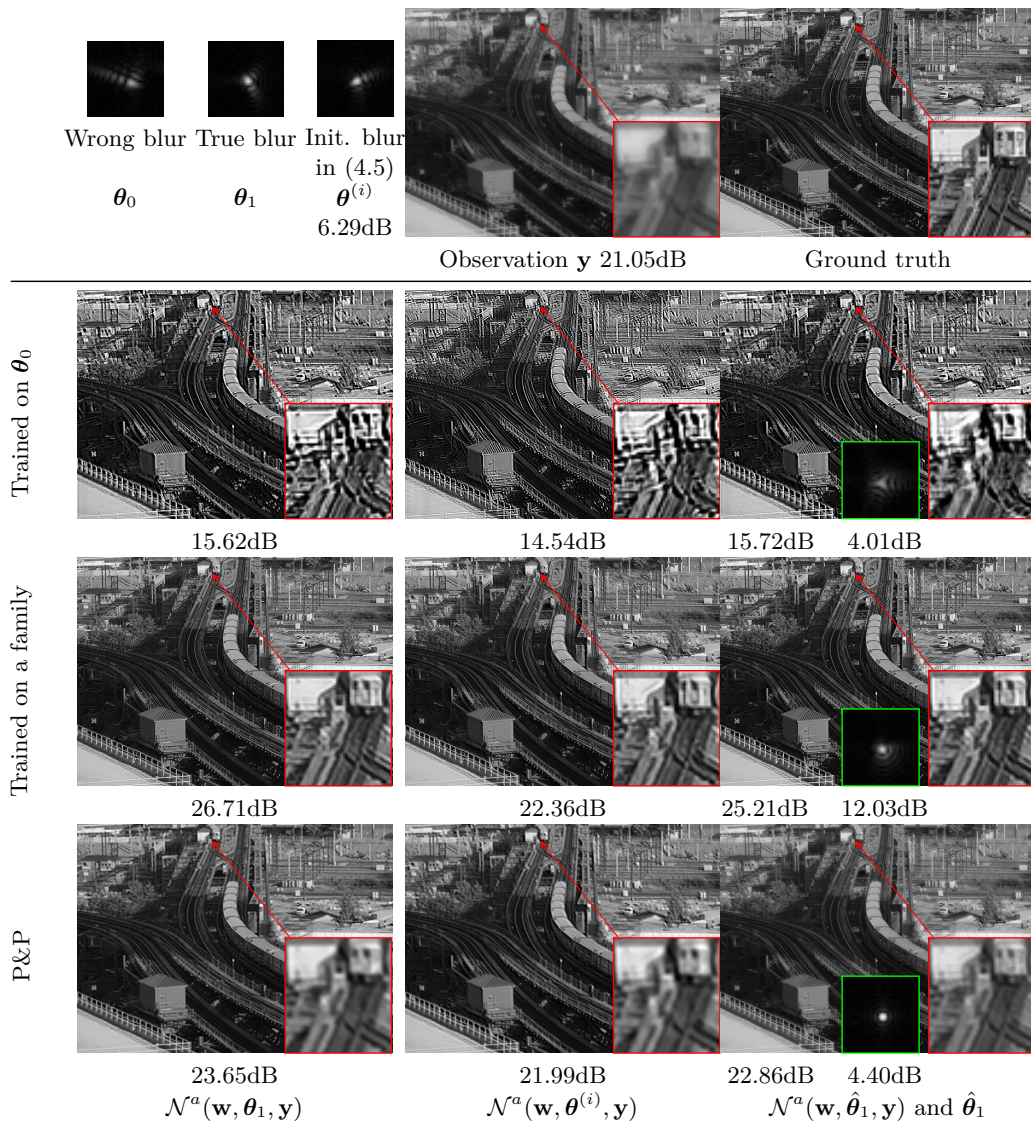 Wrong blur True blur Init. blur
in (4.5)
θ₀ θ₁ θ⁽ⁱ⁾
6.29dB
Observation y 21.05dB Ground truth
Trained on θ₀
15.62dB 14.54dB 15.72dB 4.01dB
Trained on a family
26.71dB 22.36dB 25.21dB 12.03dB
P&P
23.65dB 21.99dB 22.86dB 4.40dB
𝒩ᵃ(w, θ₁, y) 𝒩ᵃ(w, θ⁽ⁱ⁾, y) 𝒩ᵃ(w, θ̂₁, y) and θ̂₁